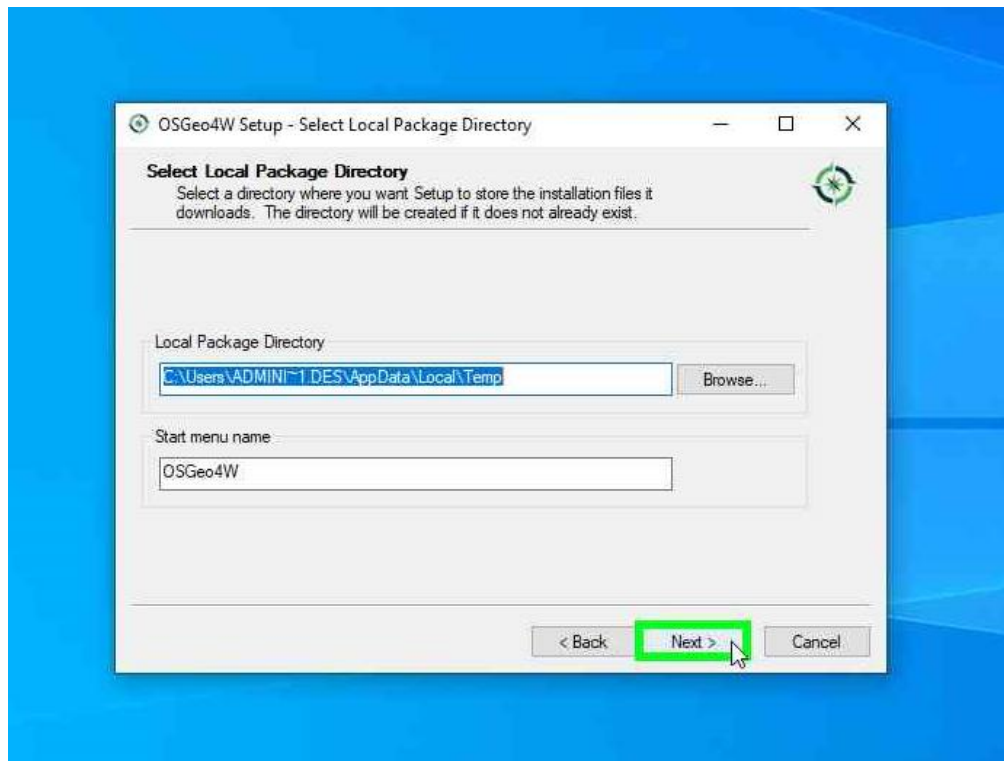 OSGeo4W Setup - Select Local Package Directory
Select Local Package Directory
Select a directory where you want Setup to store the installation files it
downloads. The directory will be created if it does not already exist.
Local Package Directory
C:\Users\ADMINI~1.DES\AppData\Local\Temp
Browse...
Start menu name
OSGeo4W
< Back
Next >
Cancel